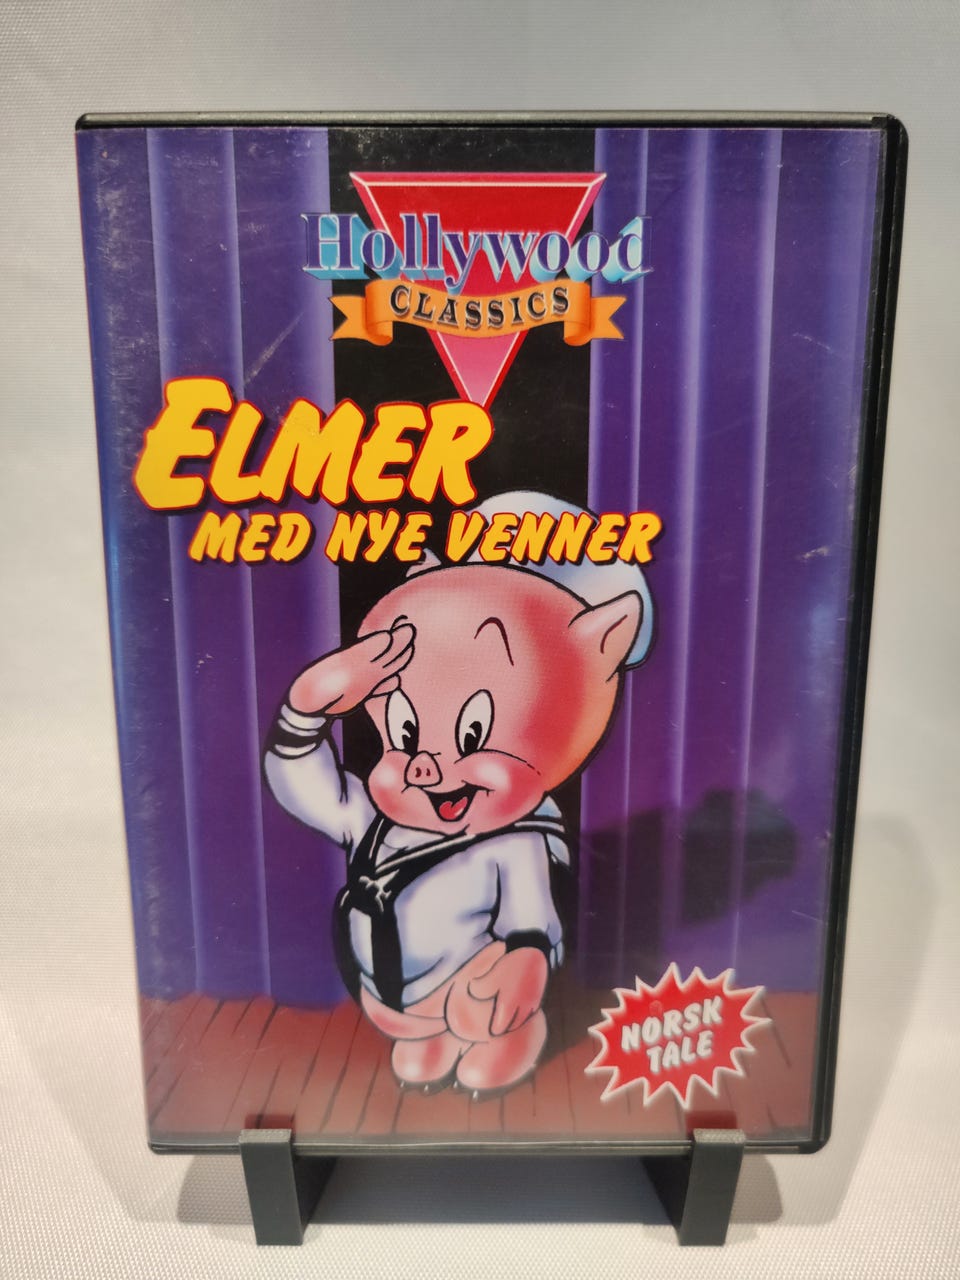 Hollywood
CLASSICS
ELMER
MED NYE VENNER
NORSK
TALE